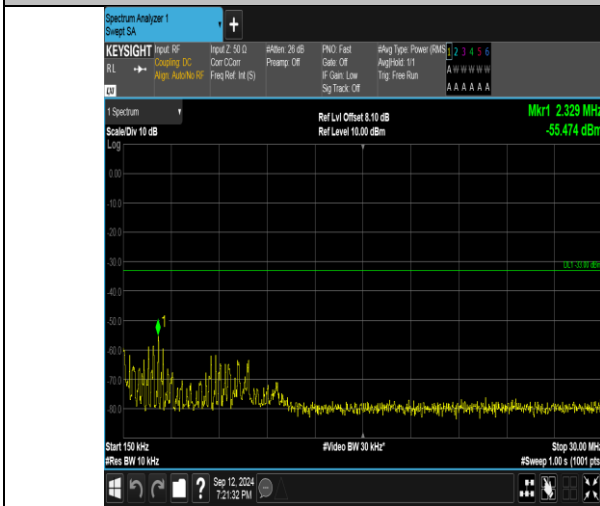 Spectrum Analyzer 1
Swept SA
+
KEYSIGHT Input: RF Input Z: 50 Ω #Atten: 26 dB PNO: Fast #Avg Type: Power (RMS 1 2 3 4 5 6
RL Coupling: DC Corr CCorr Preamp: Off Gate: Off Avg|Hold: 1/1 A W W W W W
Align: Auto/No RF Freq Ref: Int (S) IF Gain: Low Trig: Free Run
Sig Track: Off A A A A A A
1 Spectrum Ref Lvl Offset 8.10 dB Mkr1 2.329 MHz
Scale/Div 10 dB Ref Level 10.00 dBm -55.474 dBm
Log
0.00
-10.0
-20.0
-30.0
DL1 -33.00 dBm
-40.0
-50.0
1
-60.0
-70.0
-80.0
Start 150 kHz #Video BW 30 kHz* Stop 30.00 MHz
#Res BW 10 kHz #Sweep 1.00 s (1001 pts
? Sep 12, 2024
7:21:32 PM